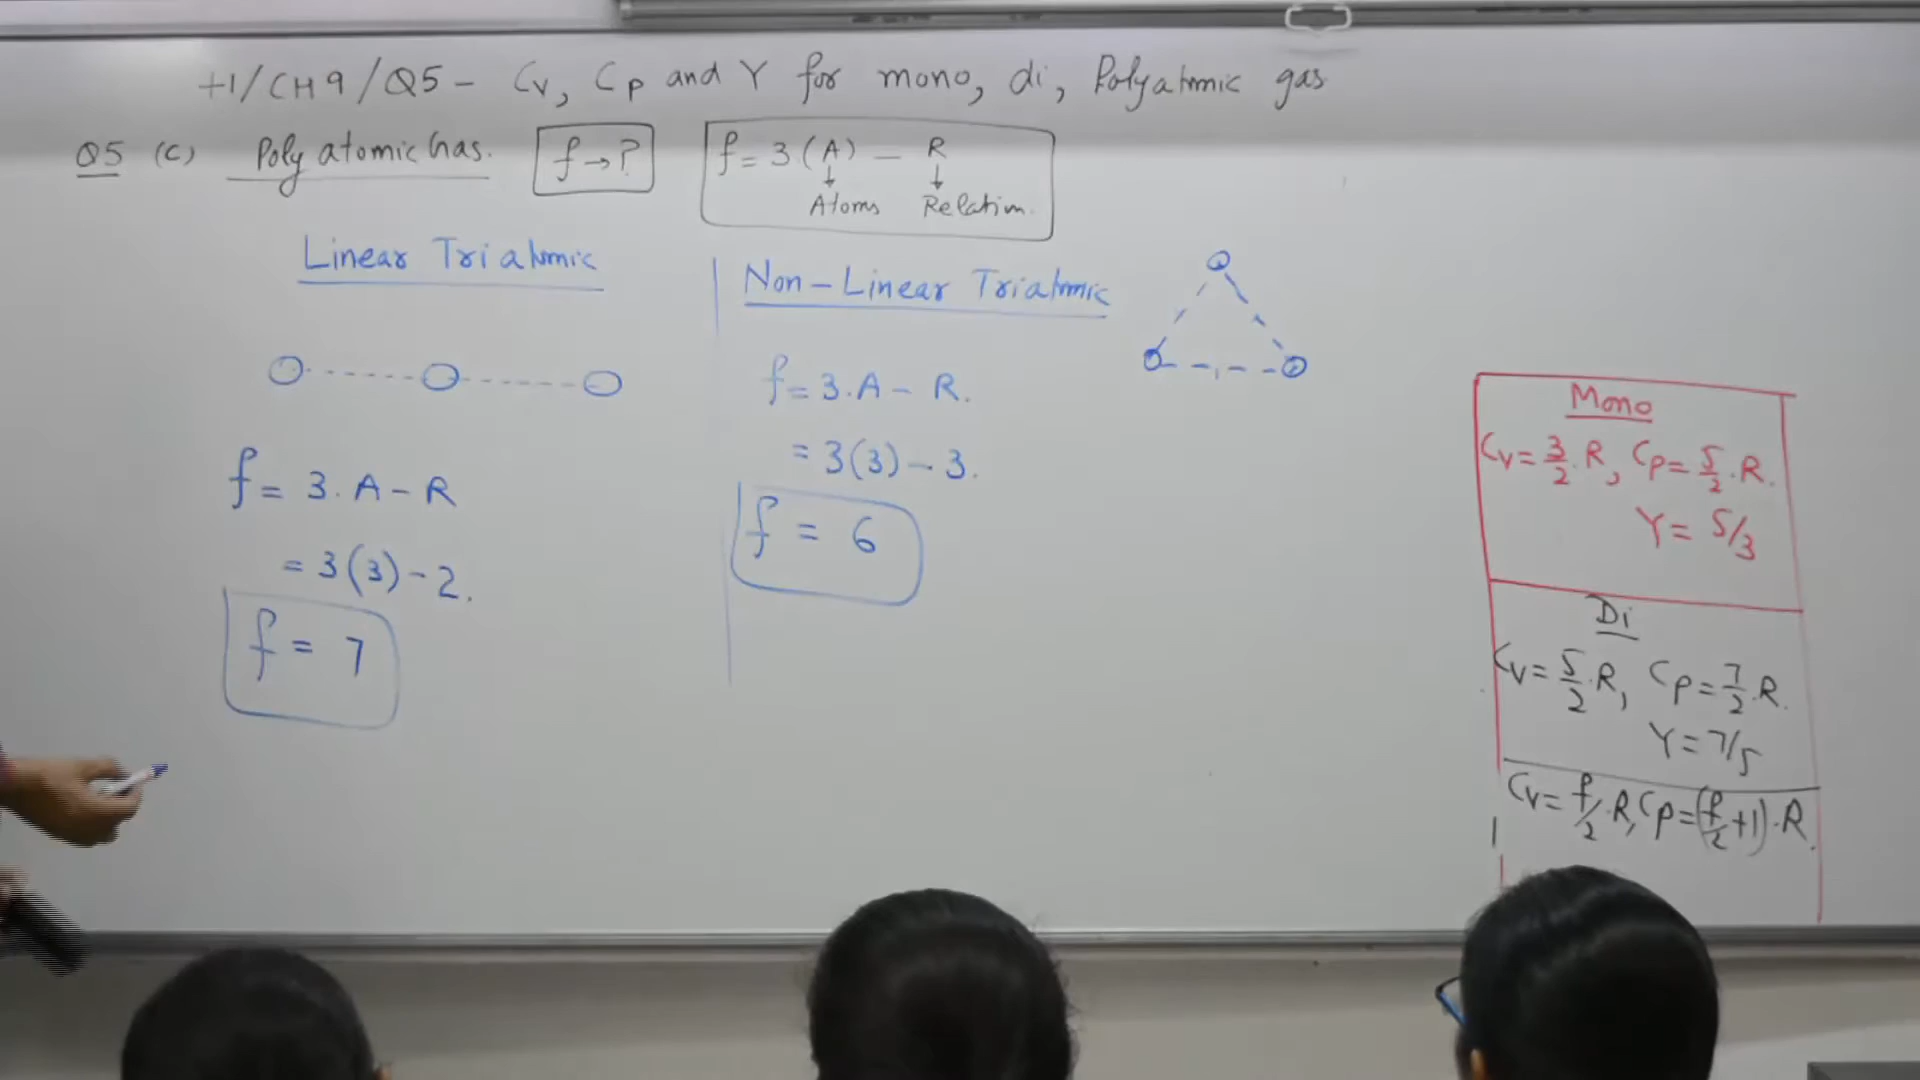 +1/CH9/Q5 - Cv, Cp and γ for mono, di, Polyatomic gas
Q5 (c) Poly atomic Gas. f→? f = 3(A) - R
Atoms Relation.
Linear Triatomic
Non-Linear Triatomic
f = 3.A - R
= 3(3) - 2.
f = 7
f = 3.A - R.
= 3(3) - 3.
f = 6
Mono
Cv = 3/2 . R, Cp = 5/2 . R.
γ = 5/3
Di
Cv = 5/2 . R, Cp = 7/2 . R.
γ = 7/5
Cv = f/2 . R, Cp = (f/2 + 1) . R.